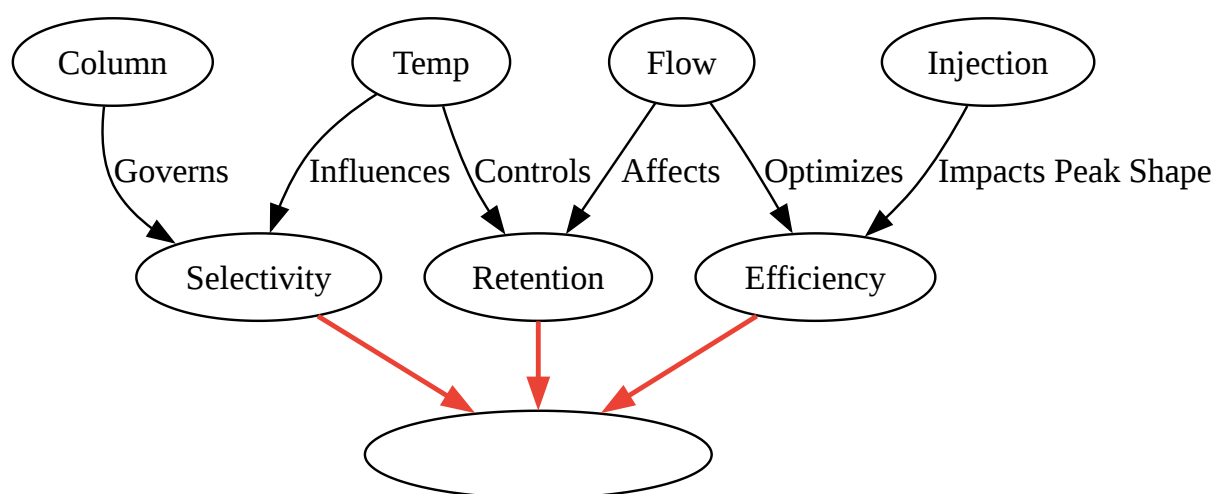 Column
Temp
Flow
Injection
Governs
Influences
Controls
Affects
Optimizes
Impacts Peak Shape
Selectivity
Retention
Efficiency